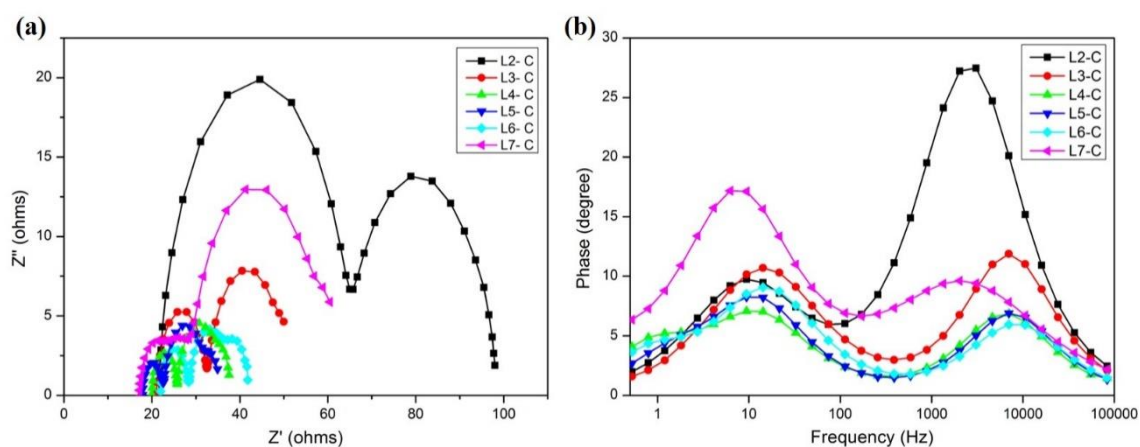 (a)
20
15
10
5
0
Z" (ohms)
0 20 40 60 80 100
Z' (ohms)
L2- C
L3- C
L4- C
L5- C
L6- C
L7- C
(b)
30
25
20
15
10
5
0
Phase (degree)
1 10 100 1000 10000 100000
Frequency (Hz)
L2-C
L3-C
L4-C
L5-C
L6-C
L7-C